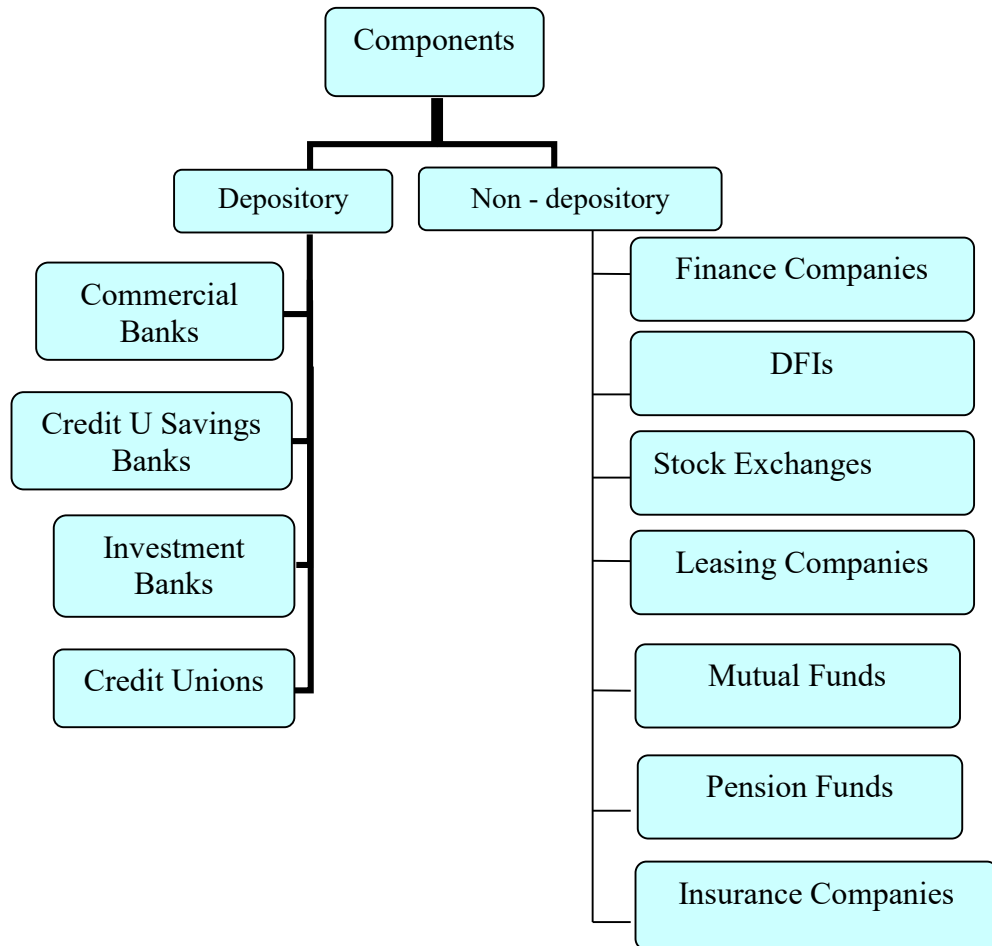 Components
Depository
Non - depository
Commercial
Banks
Credit U Savings
Banks
Investment
Banks
Credit Unions
Finance Companies
DFIs
Stock Exchanges
Leasing Companies
Mutual Funds
Pension Funds
Insurance Companies